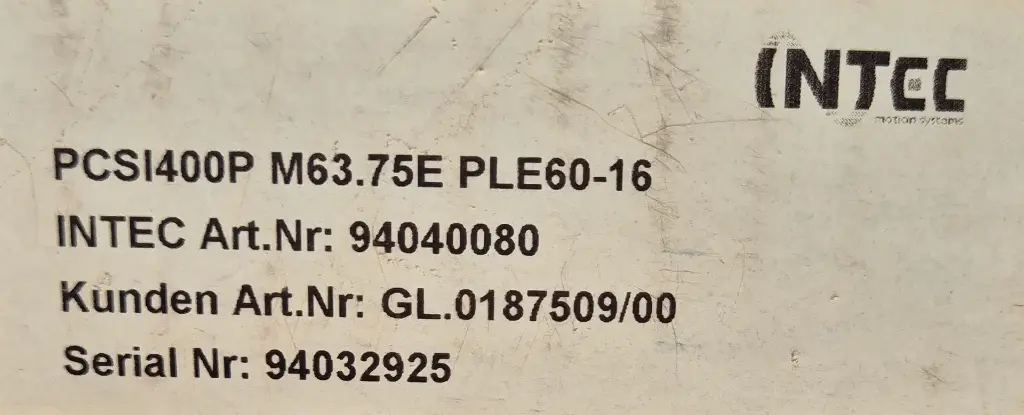 INTEC
motion systems
PCSI400P M63.75E PLE60-16
INTEC Art.Nr: 94040080
Kunden Art.Nr: GL.0187509/00
Serial Nr: 94032925